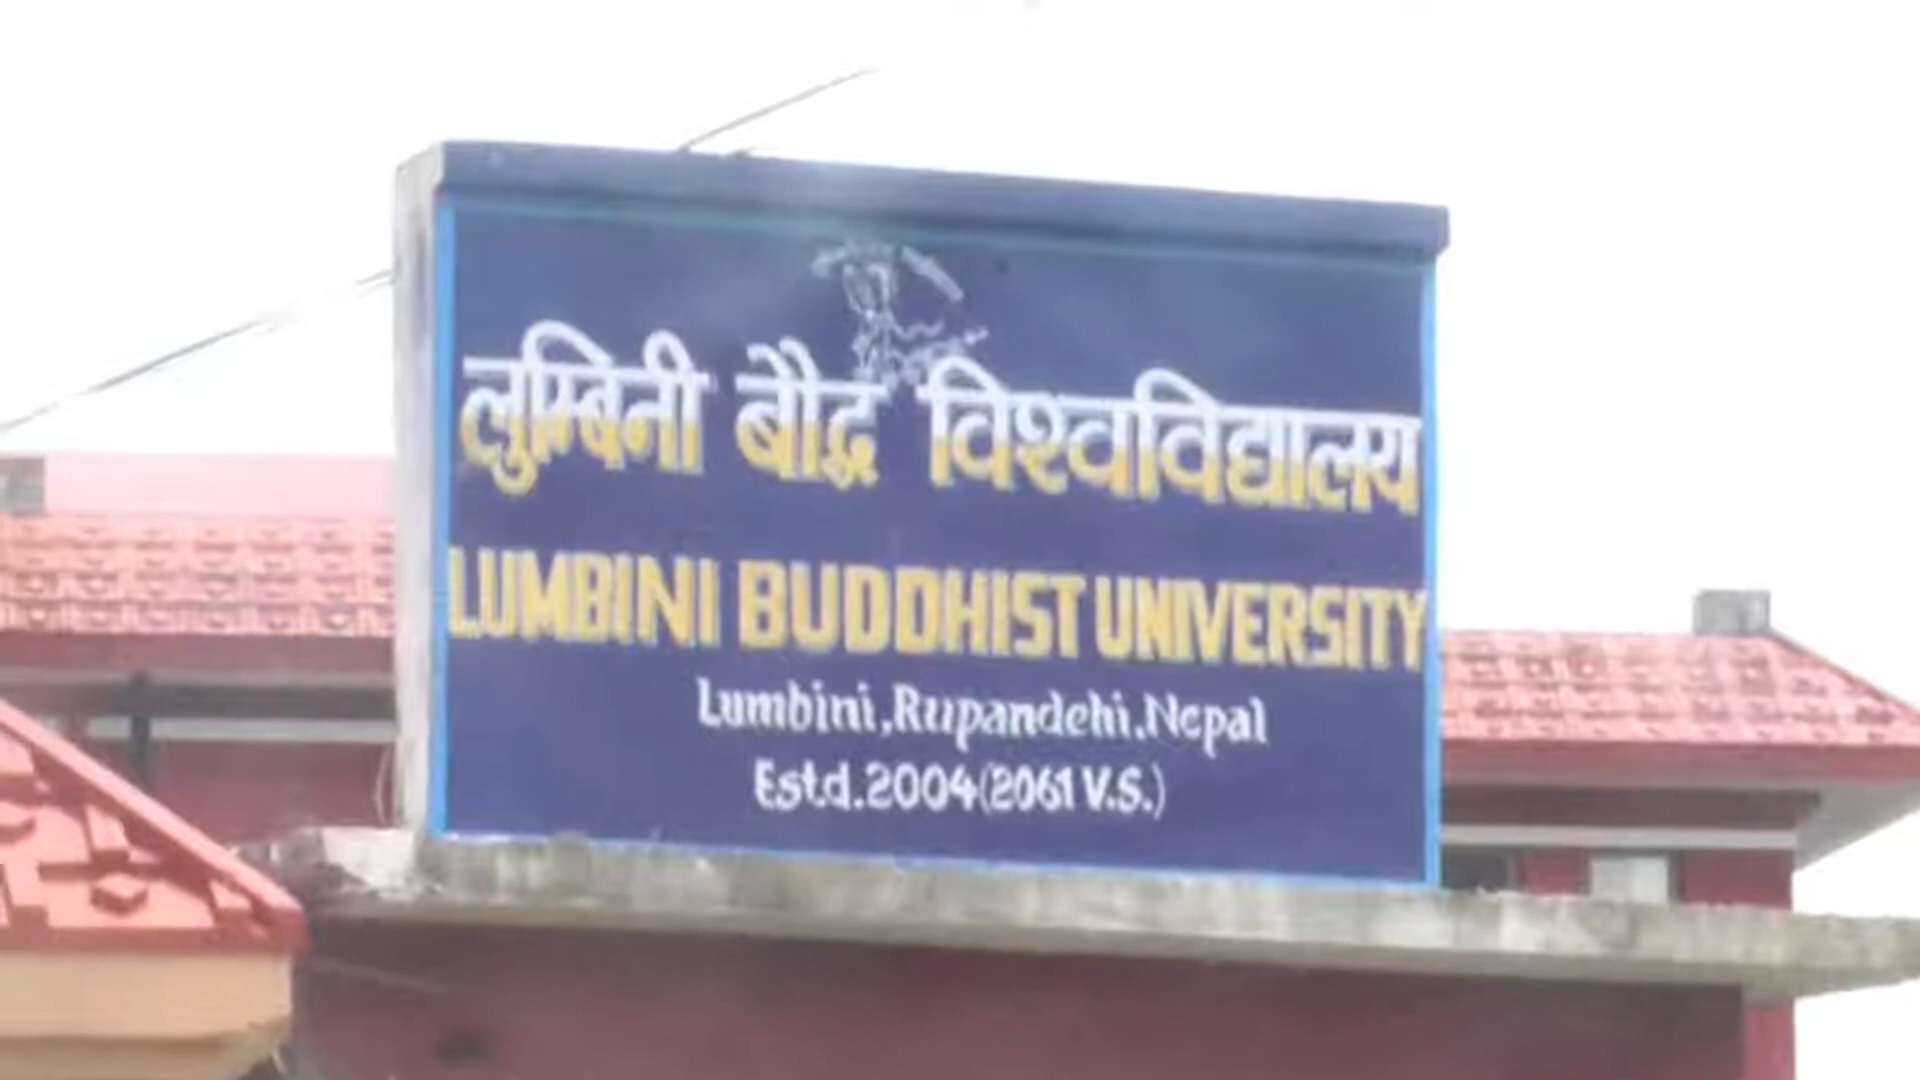 लुम्बिनी बौद्ध विश्वविद्यालय
LUMBINI BUDDHIST UNIVERSITY
Lumbini,Rupandehi,Nepal
Estd.2004(2061 V.S.)